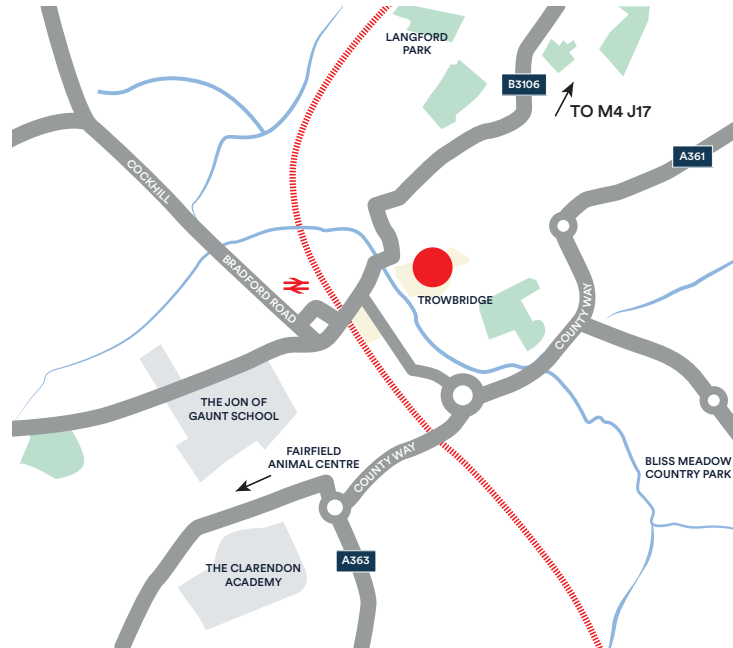 LANGFORD
PARK
B3106
TO M4 J17
A361
COCKHILL
BRADFORD ROAD
TROWBRIDGE
COUNTY WAY
THE JON OF
GAUNT SCHOOL
FAIRFIELD
ANIMAL CENTRE
COUNTY WAY
BLISS MEADOW
COUNTRY PARK
A363
THE CLARENDON
ACADEMY